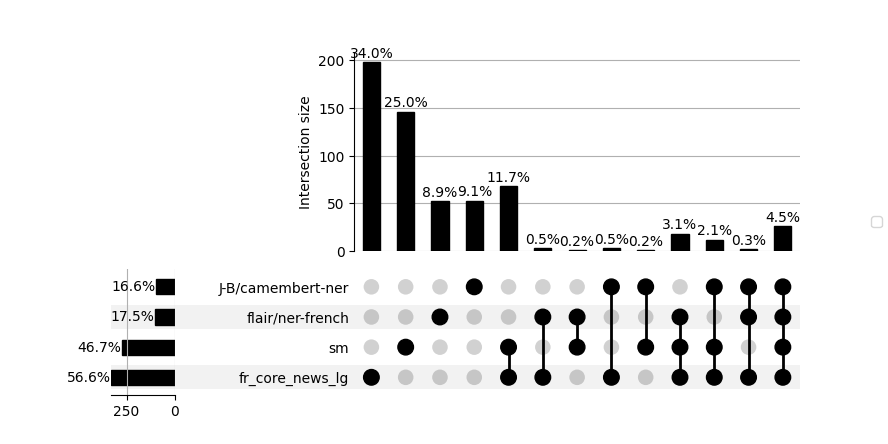 34.0%
200
25.0%
150
Intersection size
100
11.7%
8.9% 9.1%
50
4.5%
3.1%
2.1%
0.5% 0.2% 0.5% 0.2% 0.3%
0
16.6% J-B/camembert-ner
17.5% flair/ner-french
46.7% sm
56.6% fr_core_news_lg
250 0